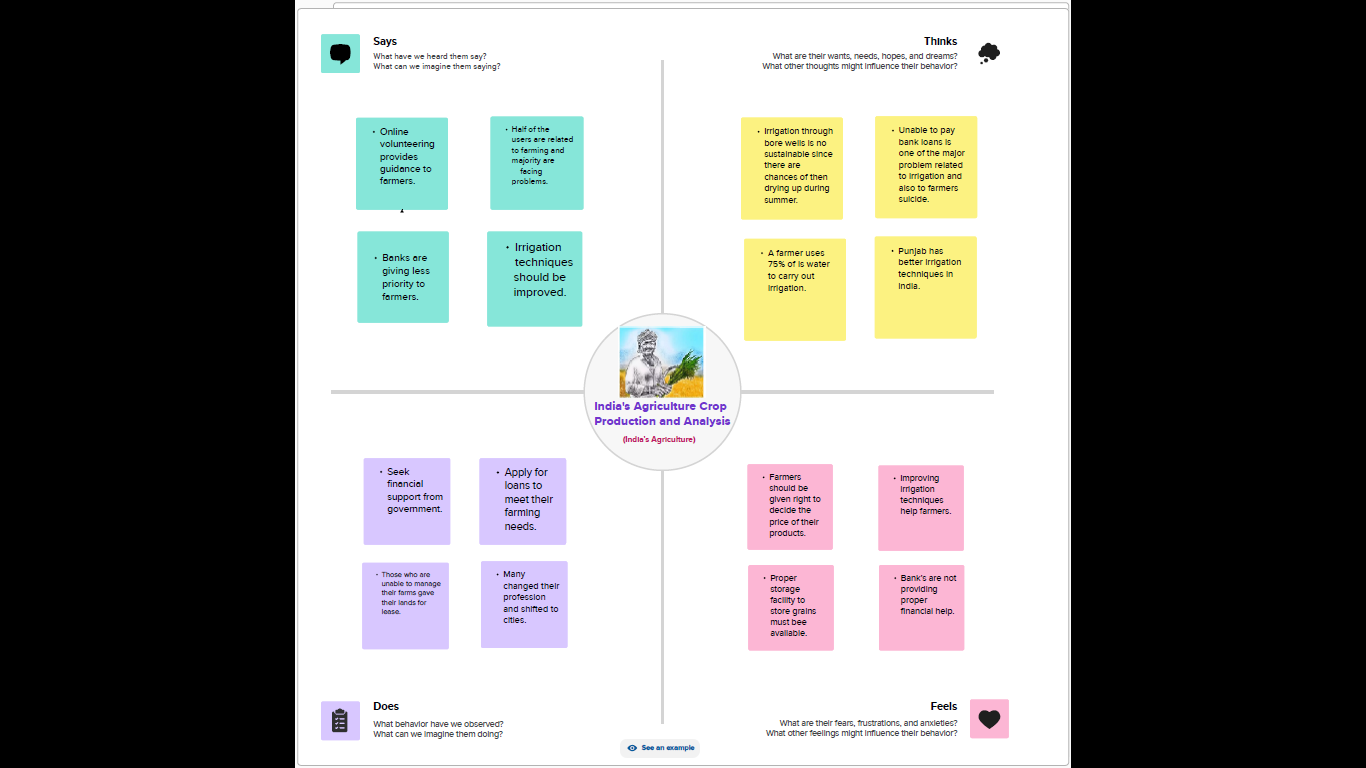 Says
What have we heard them say?
What can we imagine them saying?
Thinks
What are their wants, needs, hopes, and dreams?
What other thoughts might influence their behavior?
• Online
volunteering
provides
guidance to
farmers.
• Half of the
users are related
to farming and
majority are
facing
problems.
• Irrigation through
bore wells is no
sustainable since
there are
chances of then
drying up during
summer.
• Unable to pay
bank loans is
one of the major
problem related
to irrigation and
also to farmers
suicide.
• Banks are
giving less
priority to
farmers.
• Irrigation
techniques
should be
improved.
• A farmer uses
75% of is water
to carry out
irrigation.
• Punjab has
better irrigation
techniques in
India.
India's Agriculture Crop
Production and Analysis
(India's Agriculture)
• Seek
financial
support from
government.
• Apply for
loans to
meet their
farming
needs.
• Farmers
should be
given right to
decide the
price of their
products.
• Improving
irrigation
techniques
help farmers.
• Those who are
unable to manage
their farms gave
their lands for
lease.
• Many
changed their
profession
and shifted to
cities.
• Proper
storage
facility to
store grains
must bee
available.
• Bank's are not
providing
proper
financial help.
Does
What behavior have we observed?
What can we imagine them doing?
Feels
What are their fears, frustrations, and anxieties?
What other feelings might influence their behavior?
See an example